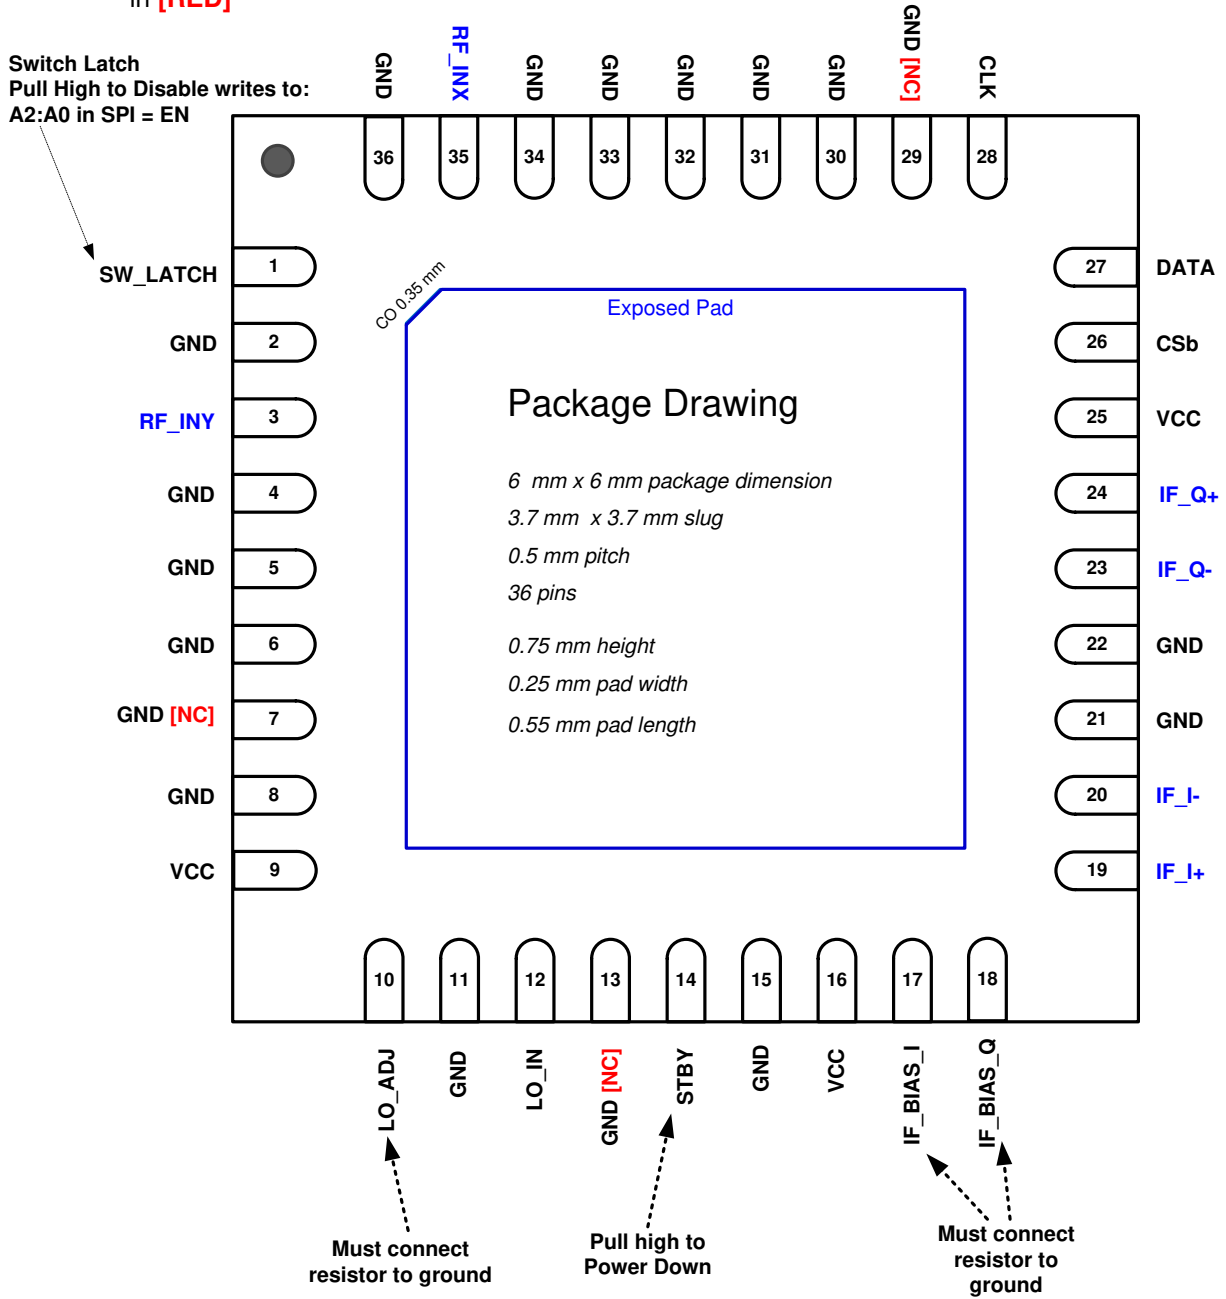 in [RED]
Switch Latch
Pull High to Disable writes to:
A2:A0 in SPI = EN
GND
RF_INX
GND
GND
GND
GND
GND
GND [NC]
CLK
36
35
34
33
32
31
30
29
28
SW_LATCH
1
GND
2
RF_INY
3
GND
4
GND
5
GND
6
GND [NC]
7
GND
8
VCC
9
CO 0.35 mm
Exposed Pad
Package Drawing
6 mm x 6 mm package dimension
3.7 mm x 3.7 mm slug
0.5 mm pitch
36 pins
0.75 mm height
0.25 mm pad width
0.55 mm pad length
27
DATA
26
CSb
25
VCC
24
IF_Q+
23
IF_Q-
22
GND
21
GND
20
IF_I-
19
IF_I+
10
11
12
13
14
15
16
17
18
LO_ADJ
GND
LO_IN
GND [NC]
STBY
GND
VCC
IF_BIAS_I
IF_BIAS_Q
Must connect
resistor to ground
Pull high to
Power Down
Must connect
resistor to
ground